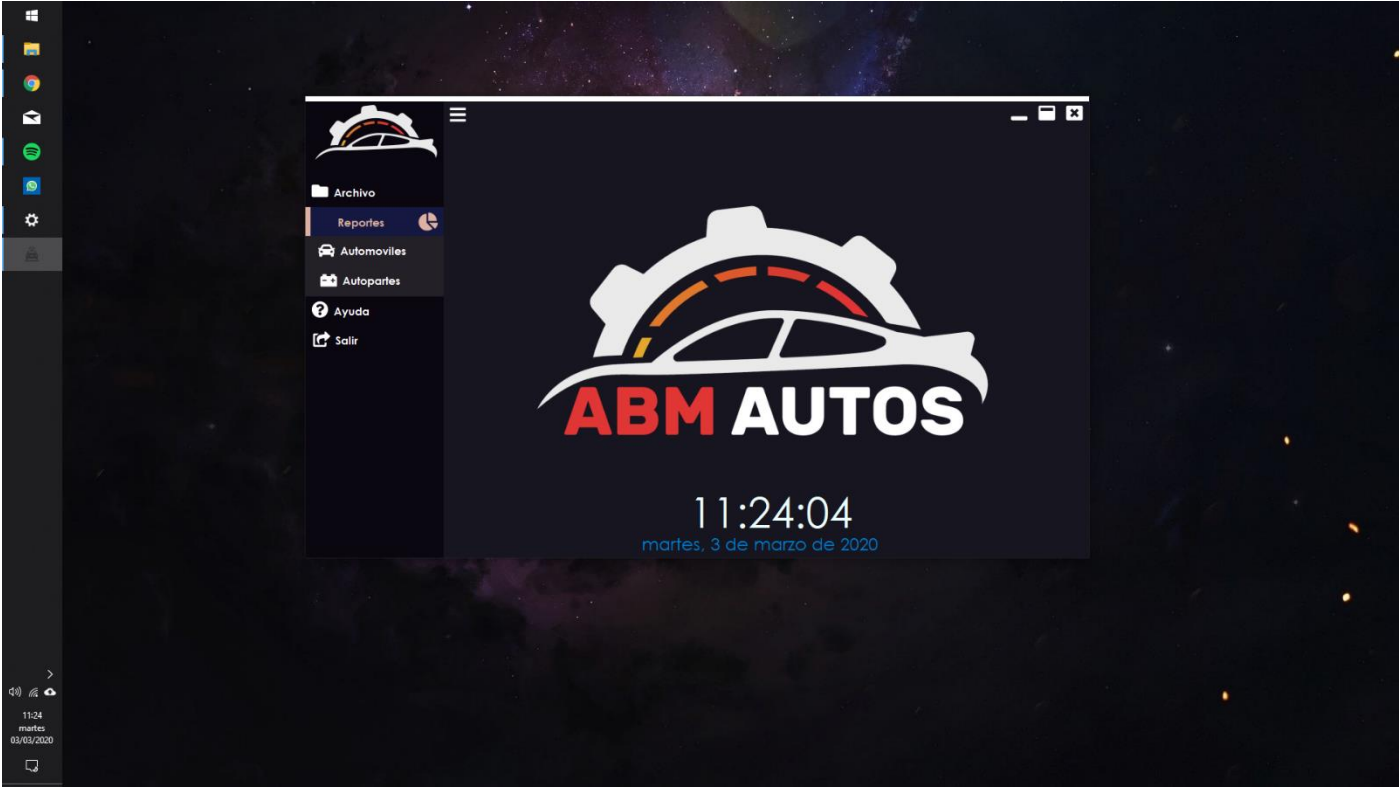 Archivo
Reportes
Automoviles
Autopartes
Ayuda
Salir
ABM AUTOS
11:24:04
martes, 3 de marzo de 2020
11:24
martes
03/03/2020